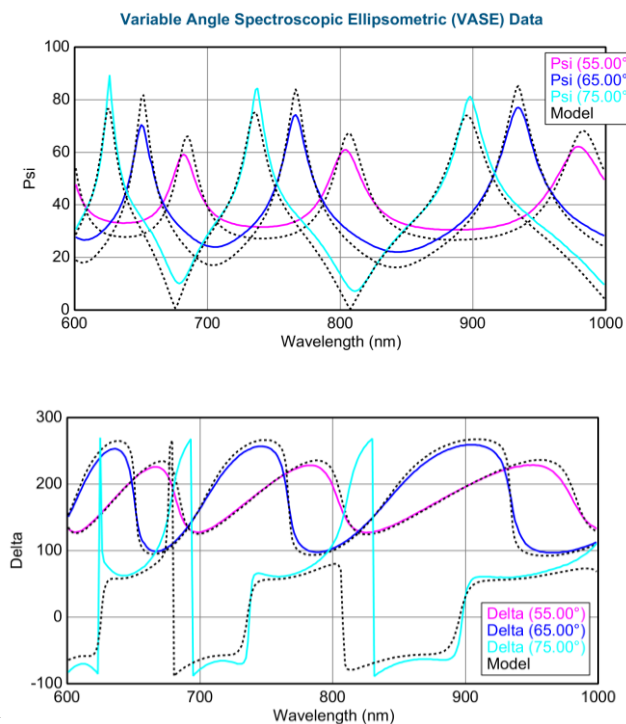 Variable Angle Spectroscopic Ellipsometric (VASE) Data
100
80
60
40
20
0
Psi
Psi (55.00°
Psi (65.00°
Psi (75.00°
Model
600 700 800 900 1000
Wavelength (nm)
300
200
100
0
-100
Delta
Delta (55.00°)
Delta (65.00°)
Delta (75.00°)
Model
600 700 800 900 1000
Wavelength (nm)